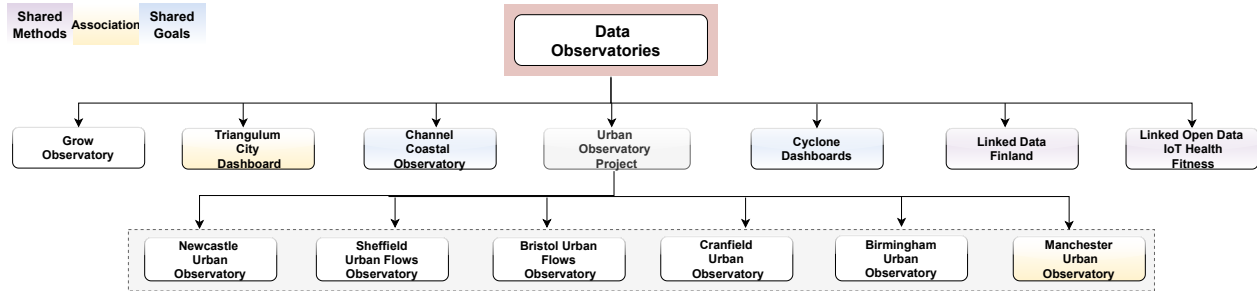 Shared
Methods
Association
Shared
Goals
Data
Observatories
Grow
Observatory
Triangulum
City
Dashboard
Channel
Coastal
Observatory
Urban
Observatory
Project
Cyclone
Dashboards
Linked Data
Finland
Linked Open Data
IoT Health
Fitness
Newcastle
Urban
Observatory
Sheffield
Urban Flows
Observatory
Bristol Urban
Flows
Observatory
Cranfield
Urban
Observatory
Birmingham
Urban
Observatory
Manchester
Urban
Observatory